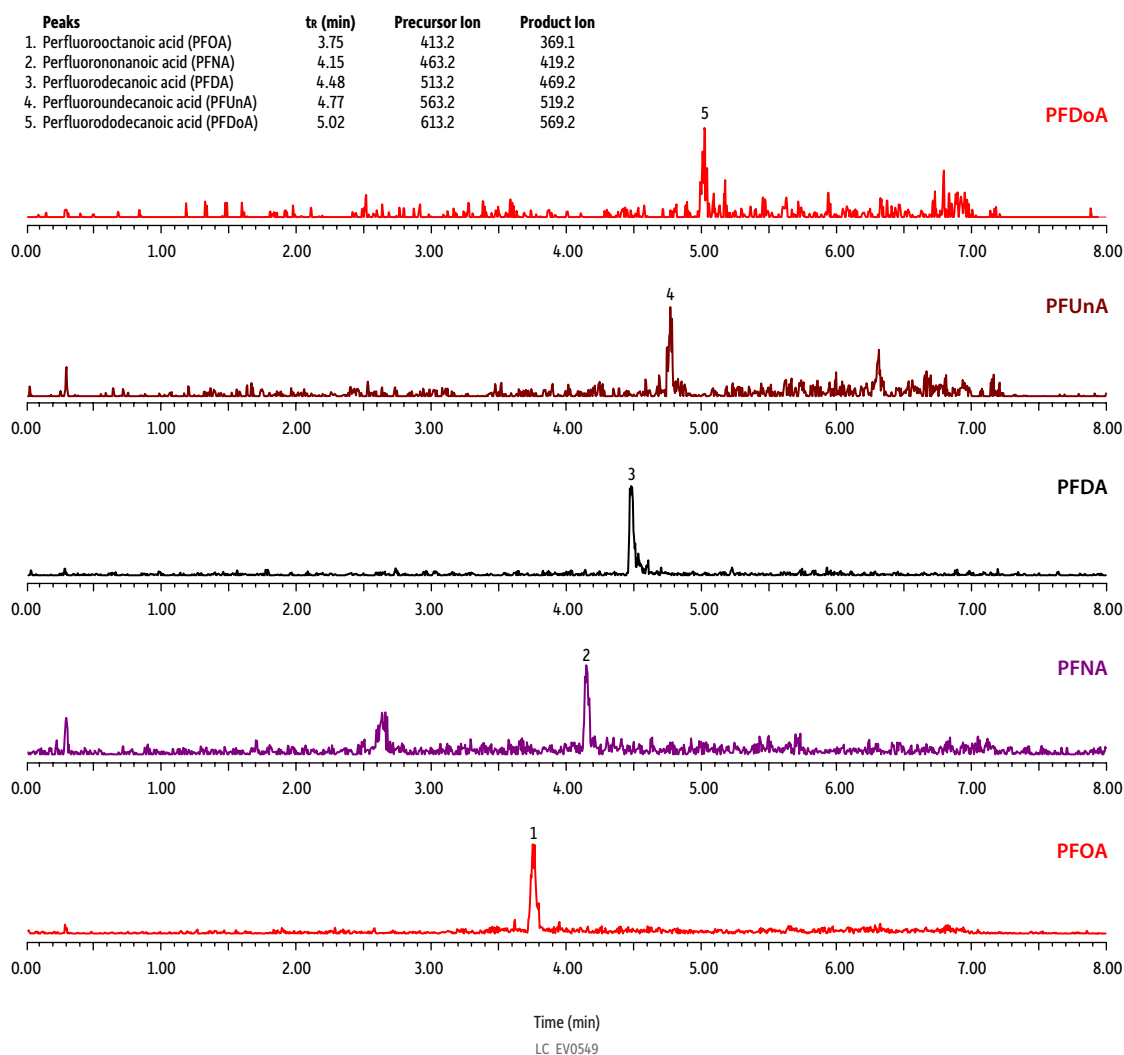 Peaks tR (min) Precursor Ion Product Ion
1. Perfluorooctanoic acid (PFOA) 3.75 413.2 369.1
2. Perfluorononanoic acid (PFNA) 4.15 463.2 419.2
3. Perfluorodecanoic acid (PFDA) 4.48 513.2 469.2
4. Perfluoroundecanoic acid (PFUnA) 4.77 563.2 519.2
5. Perfluorododecanoic acid (PFDoA) 5.02 613.2 569.2
5
PFDoA
0.00 1.00 2.00 3.00 4.00 5.00 6.00 7.00 8.00
4
PFUnA
0.00 1.00 2.00 3.00 4.00 5.00 6.00 7.00 8.00
3
PFDA
0.00 1.00 2.00 3.00 4.00 5.00 6.00 7.00 8.00
2
PFNA
0.00 1.00 2.00 3.00 4.00 5.00 6.00 7.00 8.00
1
PFOA
0.00 1.00 2.00 3.00 4.00 5.00 6.00 7.00 8.00
Time (min)
LC_EV0549